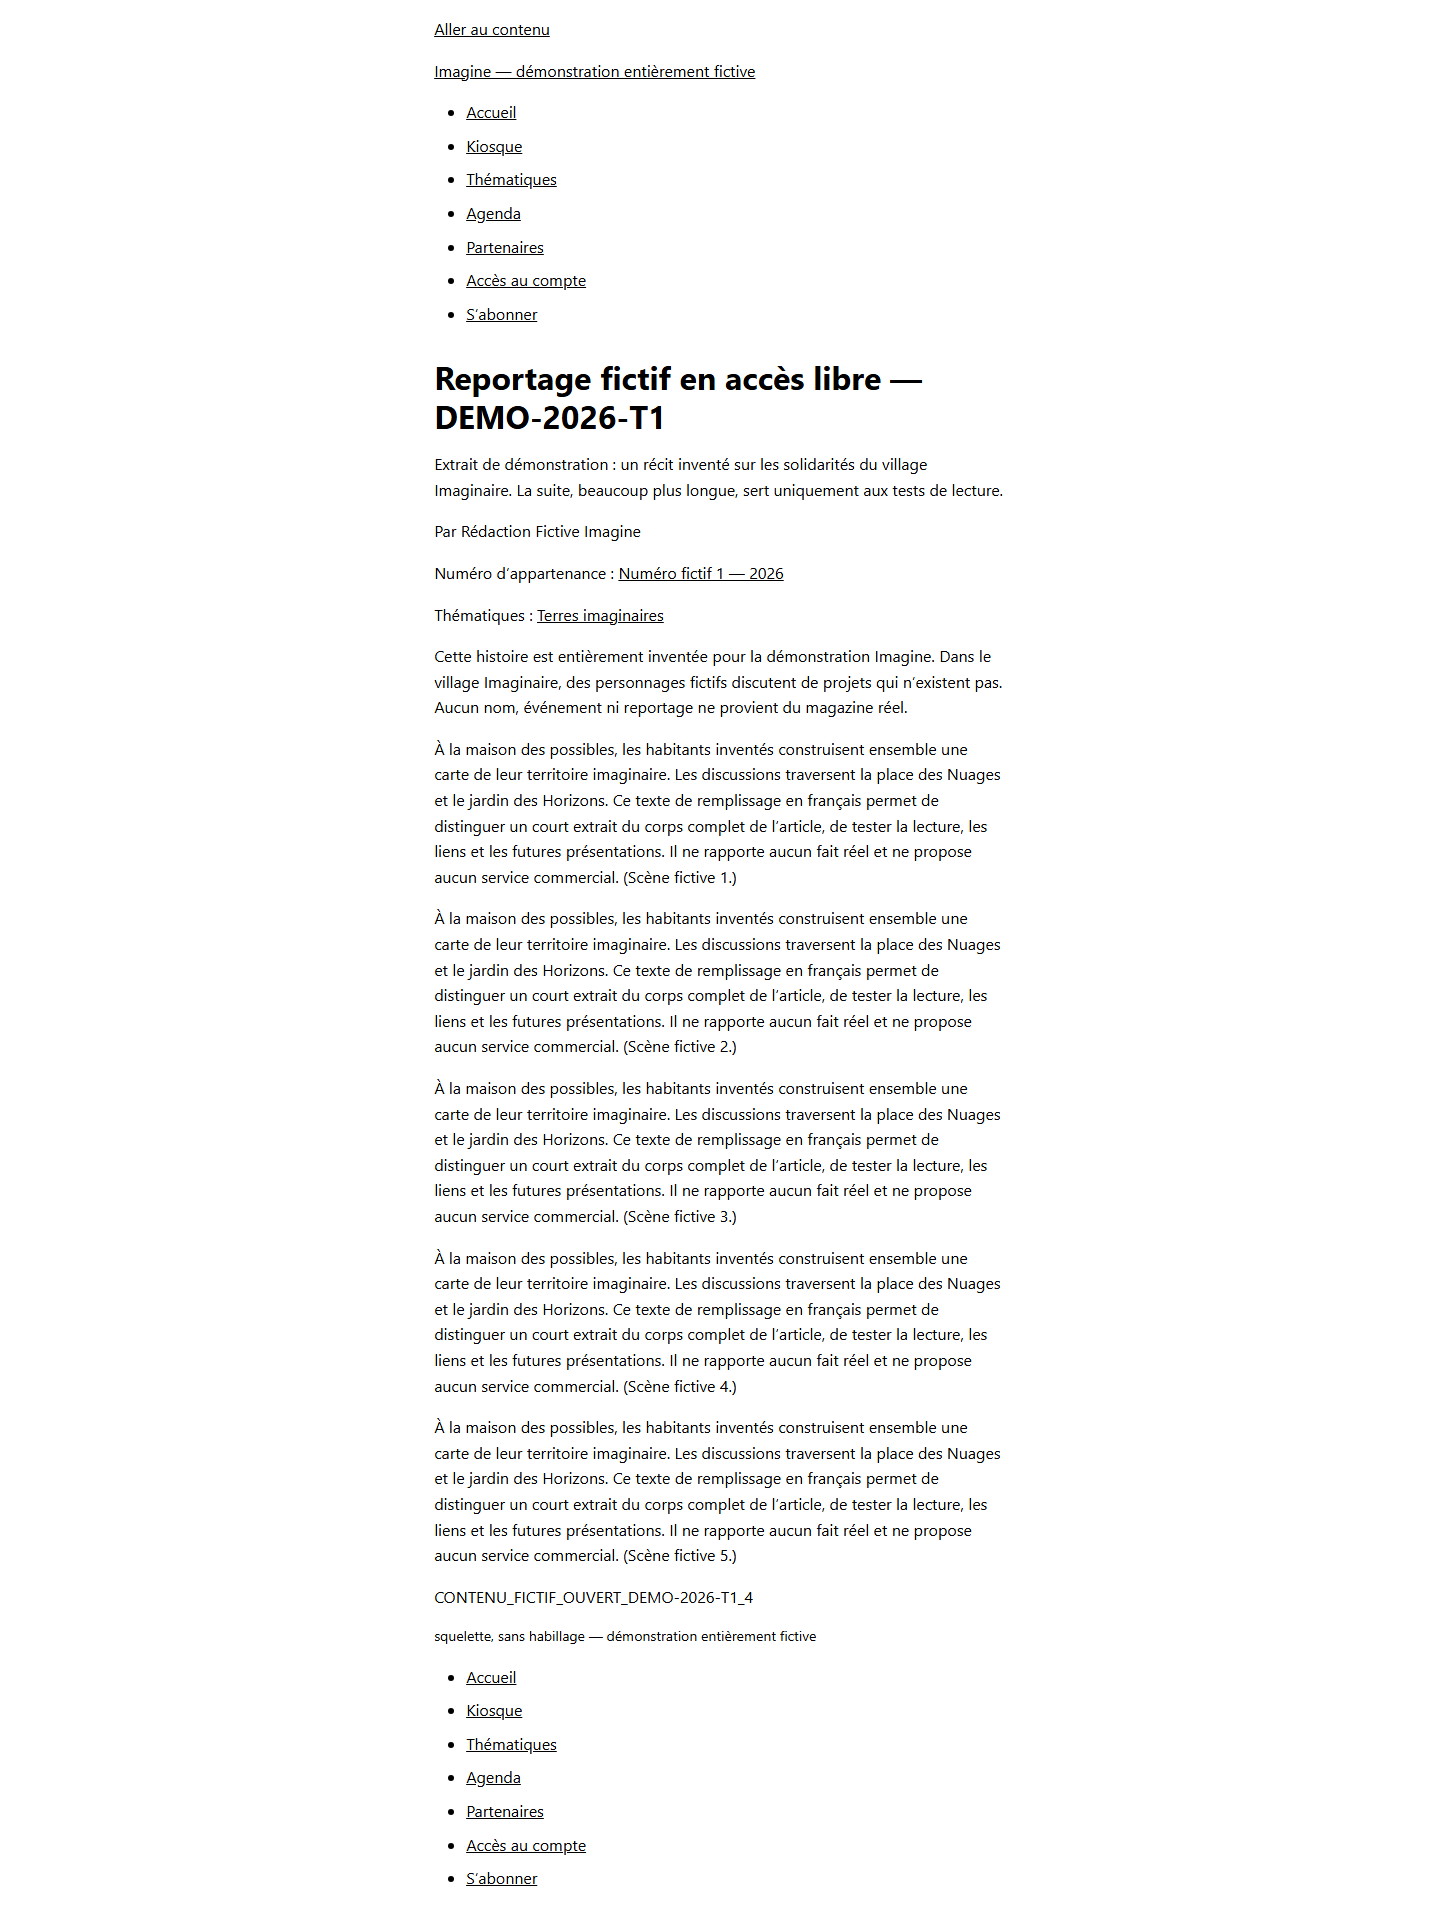 Aller au contenu
Imagine — démonstration entièrement fictive
Accueil
Kiosque
Thématiques
Agenda
Partenaires
Accès au compte
S'abonner
Reportage fictif en accès libre —
DEMO-2026-T1
Extrait de démonstration : un récit inventé sur les solidarités du village
Imaginaire. La suite, beaucoup plus longue, sert uniquement aux tests de lecture.
Par Rédaction Fictive Imagine
Numéro d'appartenance : Numéro fictif 1 — 2026
Thématiques : Terres imaginaires
Cette histoire est entièrement inventée pour la démonstration Imagine. Dans le
village Imaginaire, des personnages fictifs discutent de projets qui n'existent pas.
Aucun nom, événement ni reportage ne provient du magazine réel.
À la maison des possibles, les habitants inventés construisent ensemble une
carte de leur territoire imaginaire. Les discussions traversent la place des Nuages
et le jardin des Horizons. Ce texte de remplissage en français permet de
distinguer un court extrait du corps complet de l'article, de tester la lecture, les
liens et les futures présentations. Il ne rapporte aucun fait réel et ne propose
aucun service commercial. (Scène fictive 1.)
À la maison des possibles, les habitants inventés construisent ensemble une
carte de leur territoire imaginaire. Les discussions traversent la place des Nuages
et le jardin des Horizons. Ce texte de remplissage en français permet de
distinguer un court extrait du corps complet de l'article, de tester la lecture, les
liens et les futures présentations. Il ne rapporte aucun fait réel et ne propose
aucun service commercial. (Scène fictive 2.)
À la maison des possibles, les habitants inventés construisent ensemble une
carte de leur territoire imaginaire. Les discussions traversent la place des Nuages
et le jardin des Horizons. Ce texte de remplissage en français permet de
distinguer un court extrait du corps complet de l'article, de tester la lecture, les
liens et les futures présentations. Il ne rapporte aucun fait réel et ne propose
aucun service commercial. (Scène fictive 3.)
À la maison des possibles, les habitants inventés construisent ensemble une
carte de leur territoire imaginaire. Les discussions traversent la place des Nuages
et le jardin des Horizons. Ce texte de remplissage en français permet de
distinguer un court extrait du corps complet de l'article, de tester la lecture, les
liens et les futures présentations. Il ne rapporte aucun fait réel et ne propose
aucun service commercial. (Scène fictive 4.)
À la maison des possibles, les habitants inventés construisent ensemble une
carte de leur territoire imaginaire. Les discussions traversent la place des Nuages
et le jardin des Horizons. Ce texte de remplissage en français permet de
distinguer un court extrait du corps complet de l'article, de tester la lecture, les
liens et les futures présentations. Il ne rapporte aucun fait réel et ne propose
aucun service commercial. (Scène fictive 5.)
CONTENU_FICTIF_OUVERT_DEMO-2026-T1_4
squelette, sans habillage — démonstration entièrement fictive
Accueil
Kiosque
Thématiques
Agenda
Partenaires
Accès au compte
S'abonner